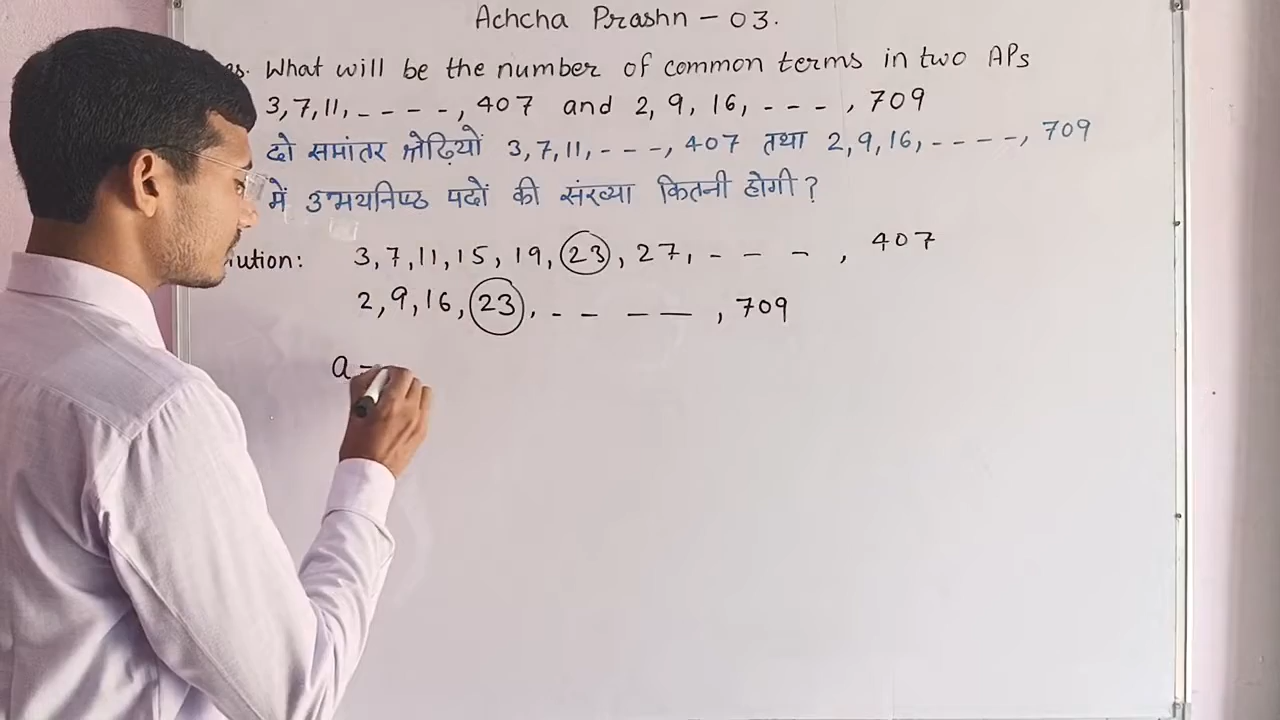 Achcha Prashn - 03.
What will be the number of common terms in two APs
3, 7, 11, - - - -, 407 and 2, 9, 16, - - - , 709
दो समांतर श्रेढ़ियों 3, 7, 11, - - - -, 407 तथा 2, 9, 16, - - - -, 709
में उभयनिष्ठ पदों की संख्या कितनी होगी ?
3, 7, 11, 15, 19, 23, 27, - - - , 407
2, 9, 16, 23, - - - - , 709
a =